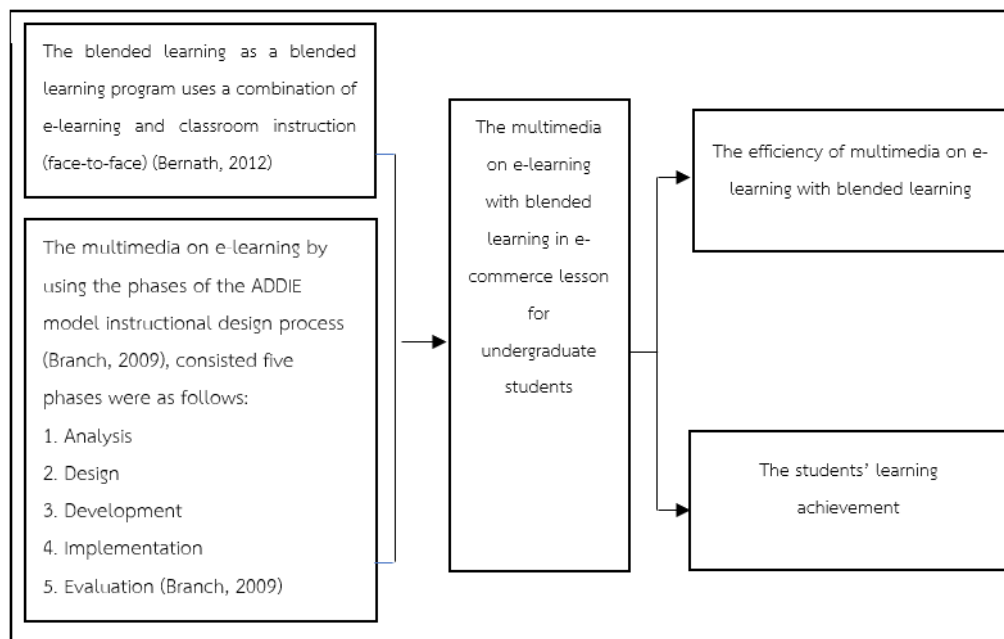 The blended learning as a blended
learning program uses a combination of
e-learning and classroom instruction
(face-to-face) (Bernath, 2012)
The multimedia on e-learning by
using the phases of the ADDIE
model instructional design process
(Branch, 2009), consisted five
phases were as follows:
1. Analysis
2. Design
3. Development
4. Implementation
5. Evaluation (Branch, 2009)
The multimedia
on e-learning
with blended
learning in e-
commerce lesson
for
undergraduate
students
The efficiency of multimedia on e-
learning with blended learning
The students’ learning
achievement